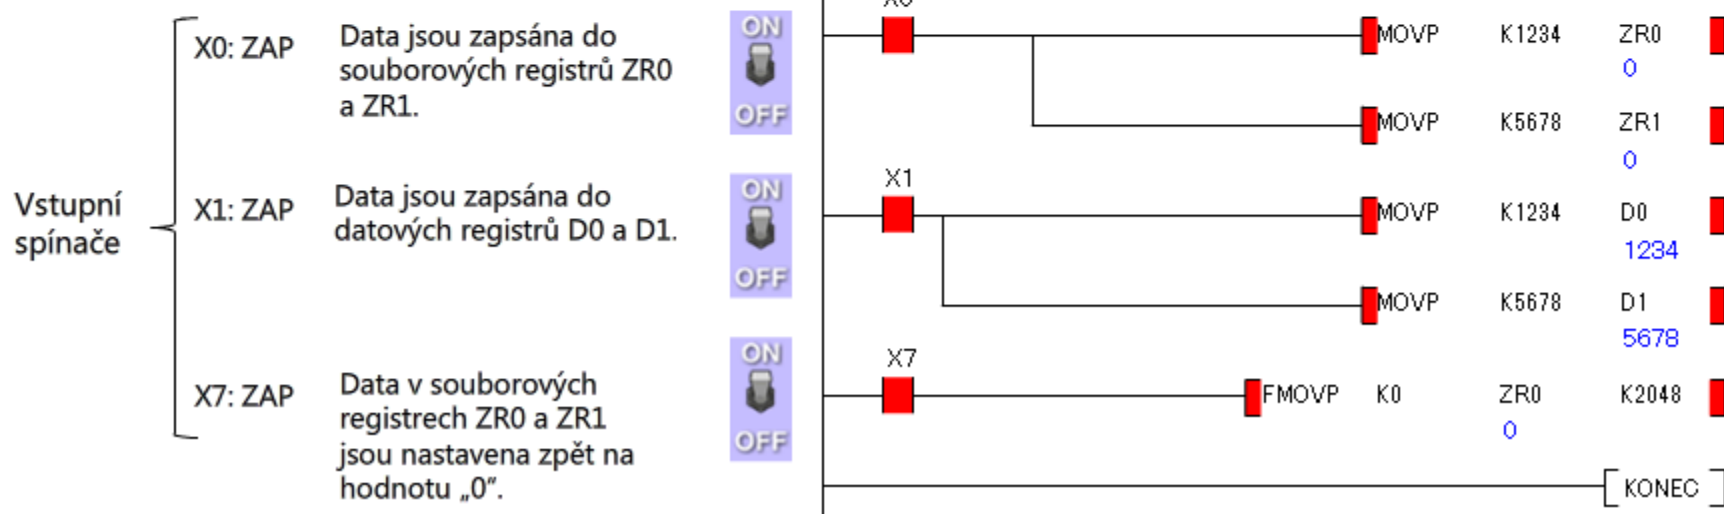 Vstupní
spínače
X0: ZAP
Data jsou zapsána do
souborových registrů ZR0
a ZR1.
ON
OFF
X1: ZAP
Data jsou zapsána do
datových registrů D0 a D1.
ON
OFF
X7: ZAP
Data v souborových
registrech ZR0 a ZR1
jsou nastavena zpět na
hodnotu „0“.
ON
OFF
X0
MOVP K1234 ZR0
0
MOVP K5678 ZR1
0
X1
MOVP K1234 D0
1234
MOVP K5678 D1
5678
X7
FMOVP K0 ZR0 K2048
0
KONEC